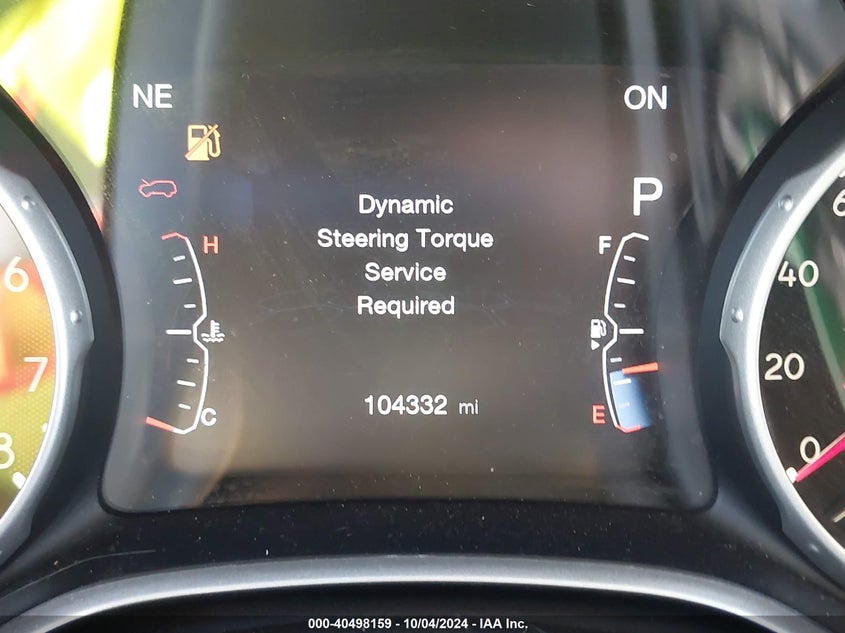 NE
ON
P
Dynamic
Steering Torque
Service
Required
H
C
F
E
104332 mi
6
7
8
40
20
0
000-40498159 - 10/04/2024 - IAA Inc.